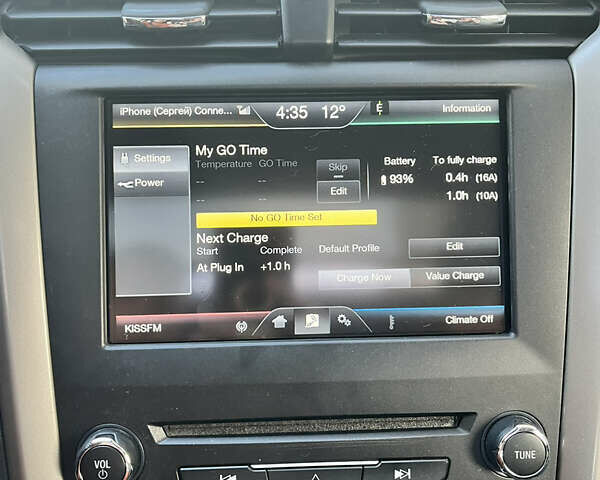 iPhone (Сергей) Conne... 4:35 12° E Information
My GO Time
Settings
Power
Temperature GO Time
-- --
-- --
Skip
Edit
Battery To fully charge
93% 0.4h (16A)
1.0h (10A)
No GO Time Set
Next Charge
Start Complete Default Profile Edit
At Plug In +1.0 h
Charge Now Value Charge
KISSFM Climate Off
VOL
TUNE